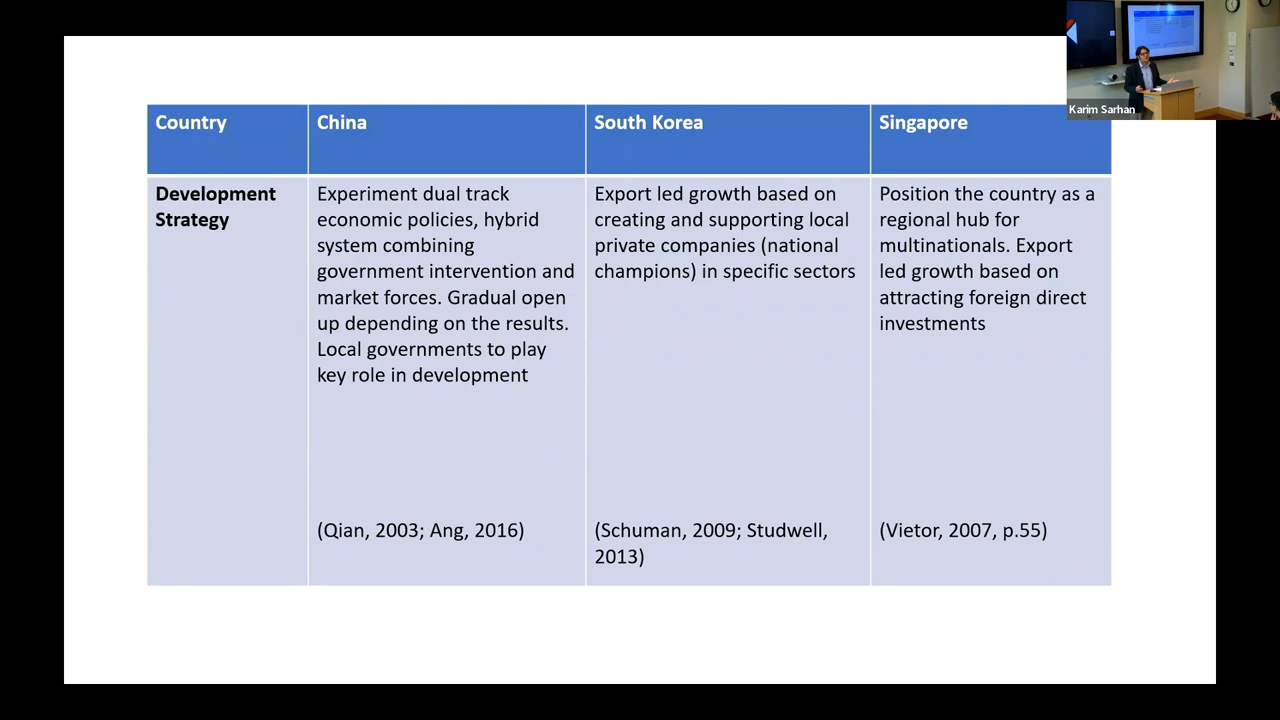 Karim Sarhan
Country
China
South Korea
Singapore
Development
Strategy
Experiment dual track
economic policies, hybrid
system combining
government intervention and
market forces. Gradual open
up depending on the results.
Local governments to play
key role in development
(Qian, 2003; Ang, 2016)
Export led growth based on
creating and supporting local
private companies (national
champions) in specific sectors
(Schuman, 2009; Studwell,
2013)
Position the country as a
regional hub for
multinationals. Export
led growth based on
attracting foreign direct
investments
(Vietor, 2007, p.55)